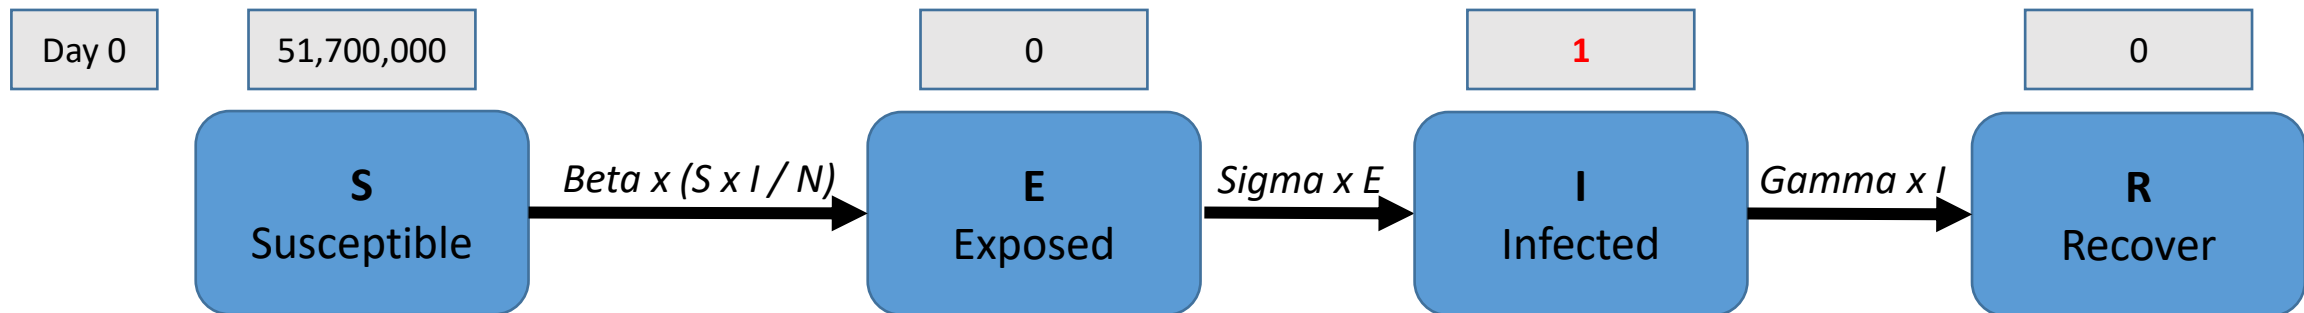 Day 0
51,700,000
0
1
0
S
Susceptible
Beta x (S x I / N)
E
Exposed
Sigma x E
I
Infected
Gamma x I
R
Recover